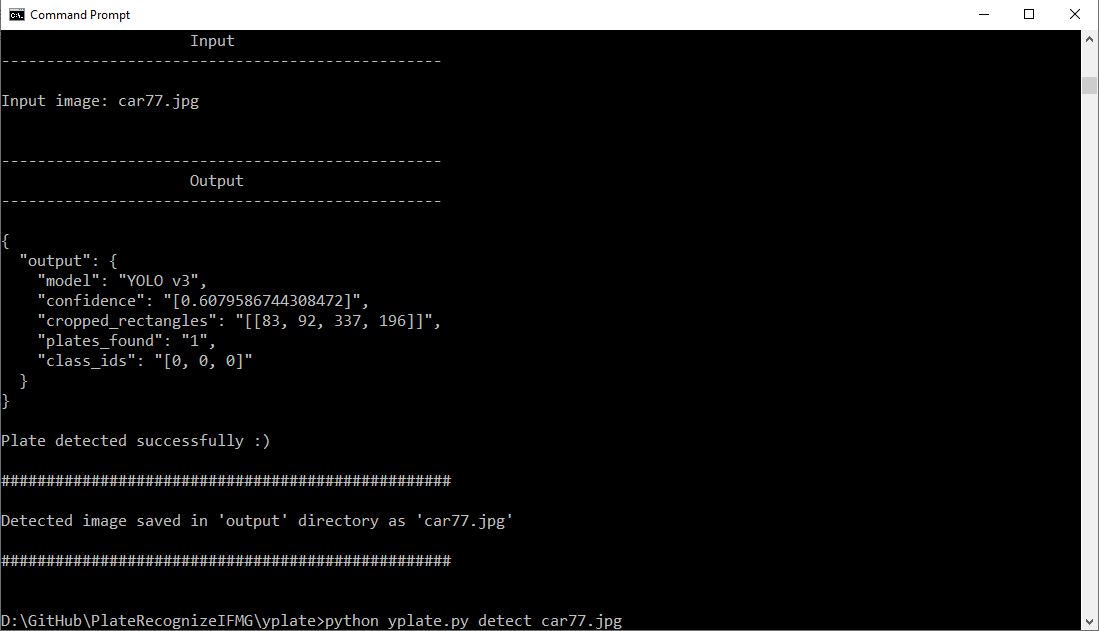 Command Prompt
Input
-------------------------------------------------
Input image: car77.jpg
-------------------------------------------------
Output
-------------------------------------------------
{
"output": {
"model": "YOLO v3",
"confidence": "[0.6079586744308472]",
"cropped_rectangles": "[[83, 92, 337, 196]]",
"plates_found": "1",
"class_ids": "[0, 0, 0]"
}
}
Plate detected successfully :)
##################################################
Detected image saved in 'output' directory as 'car77.jpg'
##################################################
D:\GitHub\PlateRecognizeIFMG\yplate>python yplate.py detect car77.jpg